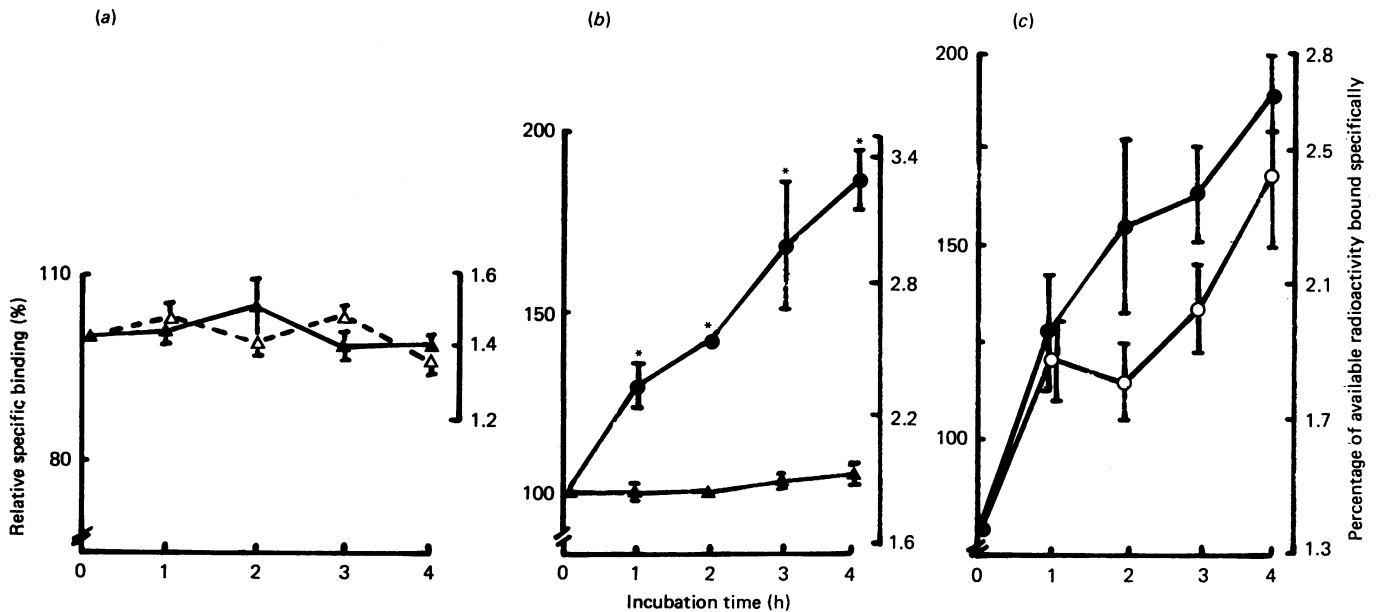 (a)
(b)
(c)
Relative specific binding (%)
110
80
1.6
1.4
1.2
0 1 2 3 4
200
150
100
* * * *
3.4
2.8
2.2
1.6
0 1 2 3 4
Incubation time (h)
200
150
100
2.8
2.5
2.1
1.7
1.3
0 1 2 3 4
Percentage of available radioactivity bound specifically